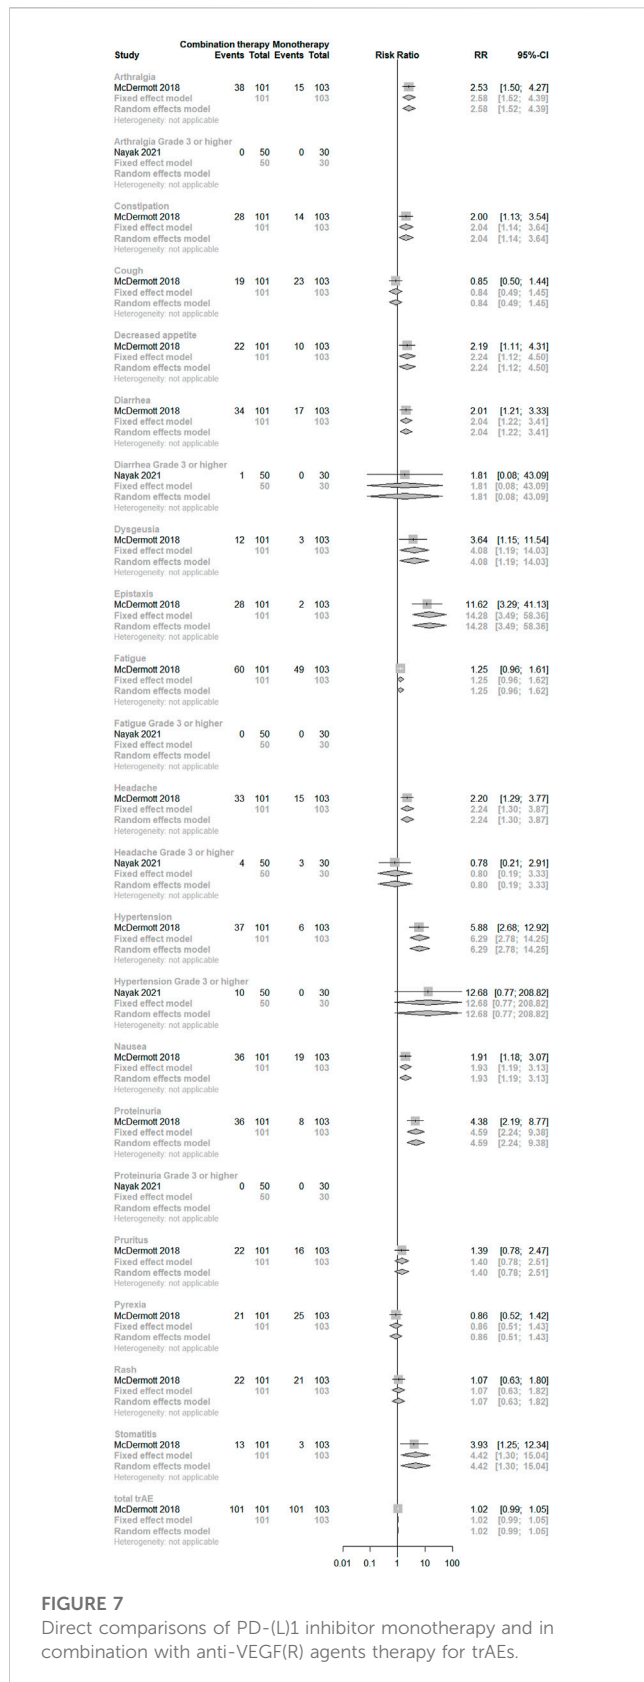 Combination therapy Monotherapy
Study Events Total Events Total Risk Ratio RR 95%-CI
Arthralgia
McDermott 2018 38 101 15 103 2.53 [1.50; 4.27]
Fixed effect model 101 103 2.58 [1.52; 4.39]
Random effects model 2.58 [1.52; 4.39]
Heterogeneity: not applicable
Arthralgia Grade 3 or higher
Nayak 2021 0 50 0 30
Fixed effect model 50 30
Random effects model
Heterogeneity: not applicable
Constipation
McDermott 2018 28 101 14 103 2.00 [1.13; 3.54]
Fixed effect model 101 103 2.04 [1.14; 3.64]
Random effects model 2.04 [1.14; 3.64]
Heterogeneity: not applicable
Cough
McDermott 2018 19 101 23 103 0.85 [0.50; 1.44]
Fixed effect model 101 103 0.84 [0.49; 1.45]
Random effects model 0.84 [0.49; 1.45]
Heterogeneity: not applicable
Decreased appetite
McDermott 2018 22 101 10 103 2.19 [1.11; 4.31]
Fixed effect model 101 103 2.24 [1.12; 4.50]
Random effects model 2.24 [1.12; 4.50]
Heterogeneity: not applicable
Diarrhea
McDermott 2018 34 101 17 103 2.01 [1.21; 3.33]
Fixed effect model 101 103 2.04 [1.22; 3.41]
Random effects model 2.04 [1.22; 3.41]
Heterogeneity: not applicable
Diarrhea Grade 3 or higher
Nayak 2021 1 50 0 30 1.81 [0.08; 43.09]
Fixed effect model 50 30 1.81 [0.08; 43.09]
Random effects model 1.81 [0.08; 43.09]
Heterogeneity: not applicable
Dysgeusia
McDermott 2018 12 101 3 103 3.64 [1.15; 11.54]
Fixed effect model 101 103 4.08 [1.19; 14.03]
Random effects model 4.08 [1.19; 14.03]
Heterogeneity: not applicable
Epistaxis
McDermott 2018 28 101 2 103 11.62 [3.29; 41.13]
Fixed effect model 101 103 14.28 [3.49; 58.36]
Random effects model 14.28 [3.49; 58.36]
Heterogeneity: not applicable
Fatigue
McDermott 2018 60 101 49 103 1.25 [0.96; 1.61]
Fixed effect model 101 103 1.25 [0.96; 1.62]
Random effects model 1.25 [0.96; 1.62]
Heterogeneity: not applicable
Fatigue Grade 3 or higher
Nayak 2021 0 50 0 30
Fixed effect model 50 30
Random effects model
Heterogeneity: not applicable
Headache
McDermott 2018 33 101 15 103 2.20 [1.29; 3.77]
Fixed effect model 101 103 2.24 [1.30; 3.87]
Random effects model 2.24 [1.30; 3.87]
Heterogeneity: not applicable
Headache Grade 3 or higher
Nayak 2021 4 50 3 30 0.78 [0.21; 2.91]
Fixed effect model 50 30 0.80 [0.19; 3.33]
Random effects model 0.80 [0.19; 3.33]
Heterogeneity: not applicable
Hypertension
McDermott 2018 37 101 6 103 5.88 [2.68; 12.92]
Fixed effect model 101 103 6.29 [2.78; 14.25]
Random effects model 6.29 [2.78; 14.25]
Heterogeneity: not applicable
Hypertension Grade 3 or higher
Nayak 2021 10 50 0 30 12.68 [0.77; 208.82]
Fixed effect model 50 30 12.68 [0.77; 208.82]
Random effects model 12.68 [0.77; 208.82]
Heterogeneity: not applicable
Nausea
McDermott 2018 36 101 19 103 1.91 [1.18; 3.07]
Fixed effect model 101 103 1.93 [1.19; 3.13]
Random effects model 1.93 [1.19; 3.13]
Heterogeneity: not applicable
Proteinuria
McDermott 2018 36 101 8 103 4.38 [2.19; 8.77]
Fixed effect model 101 103 4.59 [2.24; 9.38]
Random effects model 4.59 [2.24; 9.38]
Heterogeneity: not applicable
Proteinuria Grade 3 or higher
Nayak 2021 0 50 0 30
Fixed effect model 50 30
Random effects model
Heterogeneity: not applicable
Pruritus
McDermott 2018 22 101 16 103 1.39 [0.78; 2.47]
Fixed effect model 101 103 1.40 [0.78; 2.51]
Random effects model 1.40 [0.78; 2.51]
Heterogeneity: not applicable
Pyrexia
McDermott 2018 21 101 25 103 0.86 [0.52; 1.42]
Fixed effect model 101 103 0.86 [0.51; 1.43]
Random effects model 0.86 [0.51; 1.43]
Heterogeneity: not applicable
Rash
McDermott 2018 22 101 21 103 1.07 [0.63; 1.80]
Fixed effect model 101 103 1.07 [0.63; 1.82]
Random effects model 1.07 [0.63; 1.82]
Heterogeneity: not applicable
Stomatitis
McDermott 2018 13 101 3 103 3.93 [1.25; 12.34]
Fixed effect model 101 103 4.42 [1.30; 15.04]
Random effects model 4.42 [1.30; 15.04]
Heterogeneity: not applicable
total trAE
McDermott 2018 101 101 101 103 1.02 [0.99; 1.05]
Fixed effect model 101 103 1.02 [0.99; 1.05]
Random effects model 1.02 [0.99; 1.05]
Heterogeneity: not applicable
0.01 0.1 1 10 100
FIGURE 7
Direct comparisons of PD-(L)1 inhibitor monotherapy and in
combination with anti-VEGF(R) agents therapy for trAEs.